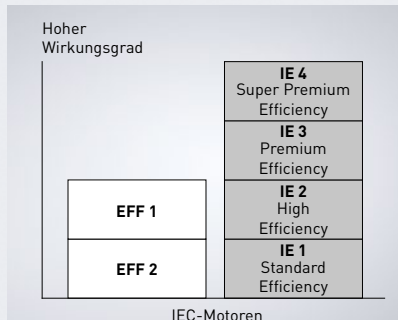 Hoher
Wirkungsgrad
IE 4
Super Premium
Efficiency
IE 3
Premium
Efficiency
EFF 1
IE 2
High
Efficiency
EFF 2
IE 1
Standard
Efficiency
IEC-Motoren